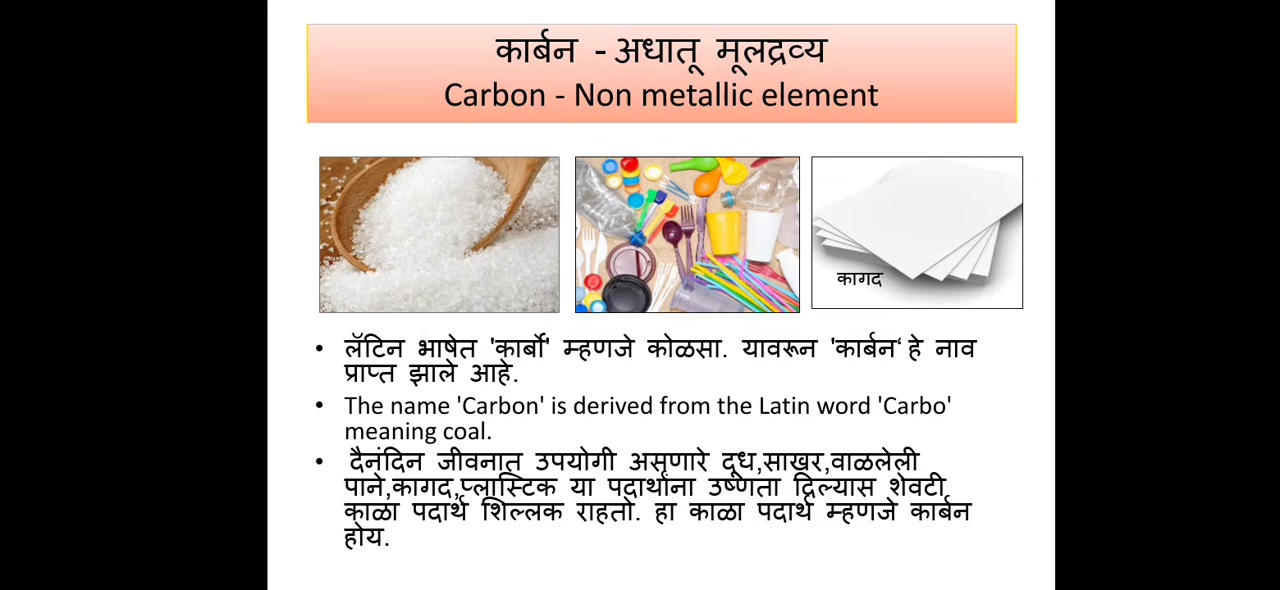 कार्बन - अधातू मूलद्रव्य
Carbon - Non metallic element
कागद
• लॅटिन भाषेत 'कार्बो' म्हणजे कोळसा. यावरून 'कार्बन‘ हे नाव
प्राप्त झाले आहे.
• The name 'Carbon' is derived from the Latin word 'Carbo'
meaning coal.
• दैनंदिन जीवनात उपयोगी असणारे दूध,साखर,वाळलेली
पाने,कागद,प्लास्टिक या पदार्थांना उष्णता दिल्यास शेवटी
काळा पदार्थ शिल्लक राहतो. हा काळा पदार्थ म्हणजे कार्बन
होय.